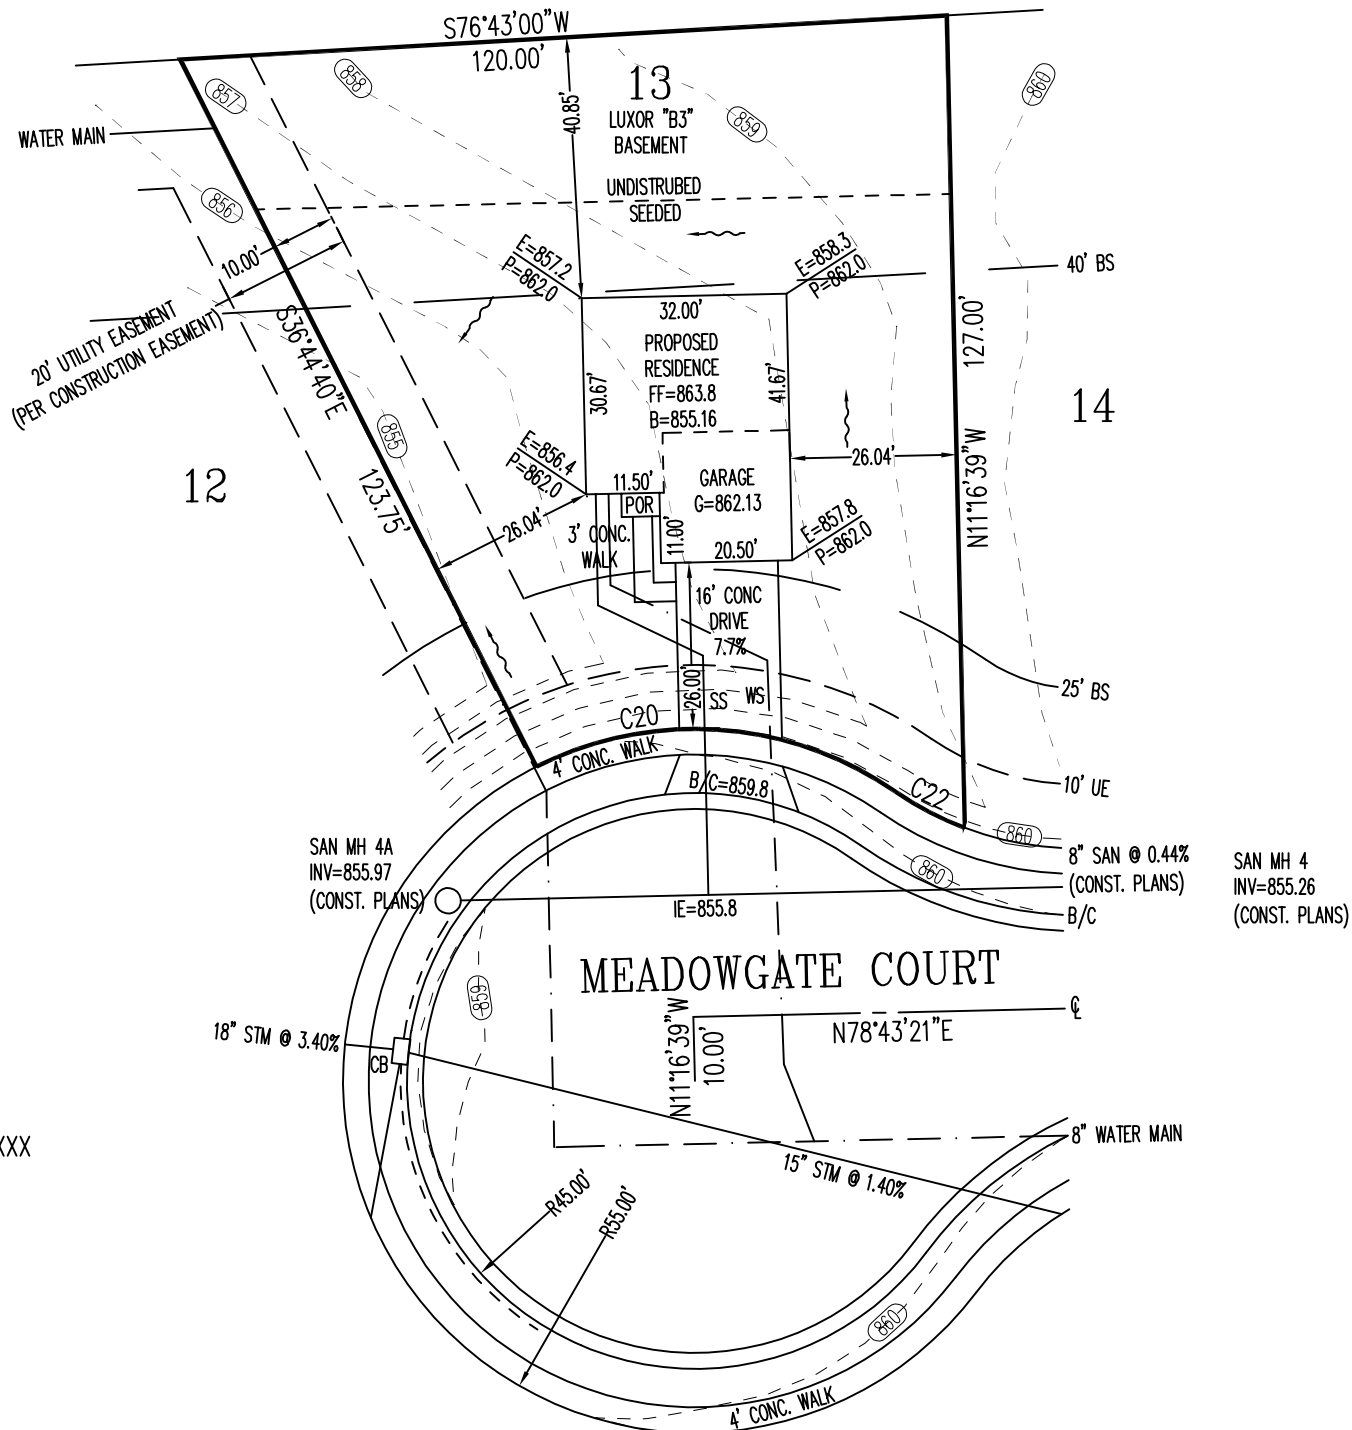 S76°43'00"W
120.00'
857
858
13
859
860
40.85'
LUXOR "B3"
BASEMENT
WATER MAIN
856
UNDISTRUBED
SEEDED
10.00'
E=857.2
P=862.0
E=858.3
P=862.0
40' BS
20' UTILITY EASEMENT
(PER CONSTRUCTION EASEMENT)
S36°44'40"E
123.75'
32.00'
PROPOSED
RESIDENCE
FF=863.8
B=855.16
30.67'
41.67'
127.00'
N11°16'39"W
14
855
12
E=856.4
P=862.0
26.04'
11.50'
POR
GARAGE
G=862.13
26.04'
3' CONC.
WALK
11.00'
20.50'
E=857.8
P=862.0
16' CONC
DRIVE
7.7%
26.00'
SS
WS
25' BS
C20
4' CONC. WALK
B/C=859.8
C22
10' UE
860
860
SAN MH 4A
INV=855.97
(CONST. PLANS)
8" SAN @ 0.44%
(CONST. PLANS)
SAN MH 4
INV=855.26
(CONST. PLANS)
IE=855.8
B/C
MEADOWGATE COURT
859
N11°16'39"W
10.00'
N78°43'21"E
℄
18" STM @ 3.40%
CB
XXX
8" WATER MAIN
15" STM @ 1.40%
R45.00'
R55.00'
860
4' CONC. WALK